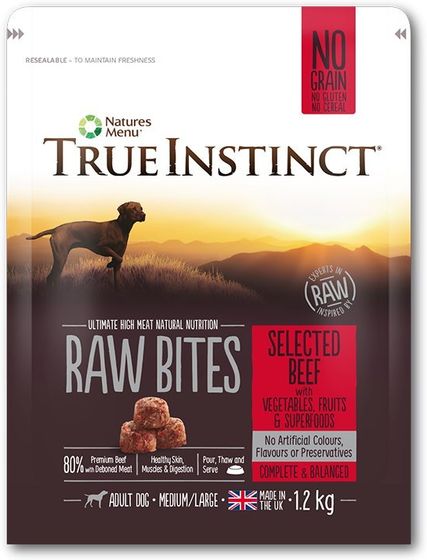 RESEALABLE - TO MAINTAIN FRESHNESS
NO
GRAIN
NO GLUTEN
NO CEREAL
Natures
Menu®
TRUE INSTINCT®
EXPERTS IN
RAW
INSPIRED BY
ULTIMATE HIGH MEAT NATURAL NUTRITION
RAW BITES
SELECTED
BEEF
with
VEGETABLES, FRUITS
& SUPERFOODS
No Artificial Colours,
Flavours or Preservatives
COMPLETE & BALANCED
80% Premium Beef
with Deboned Meat
Healthy Skin,
Muscles & Digestion
Pour, Thaw and
Serve
ADULT DOG • MEDIUM/LARGE • MADE IN
THE UK • 1.2 kg